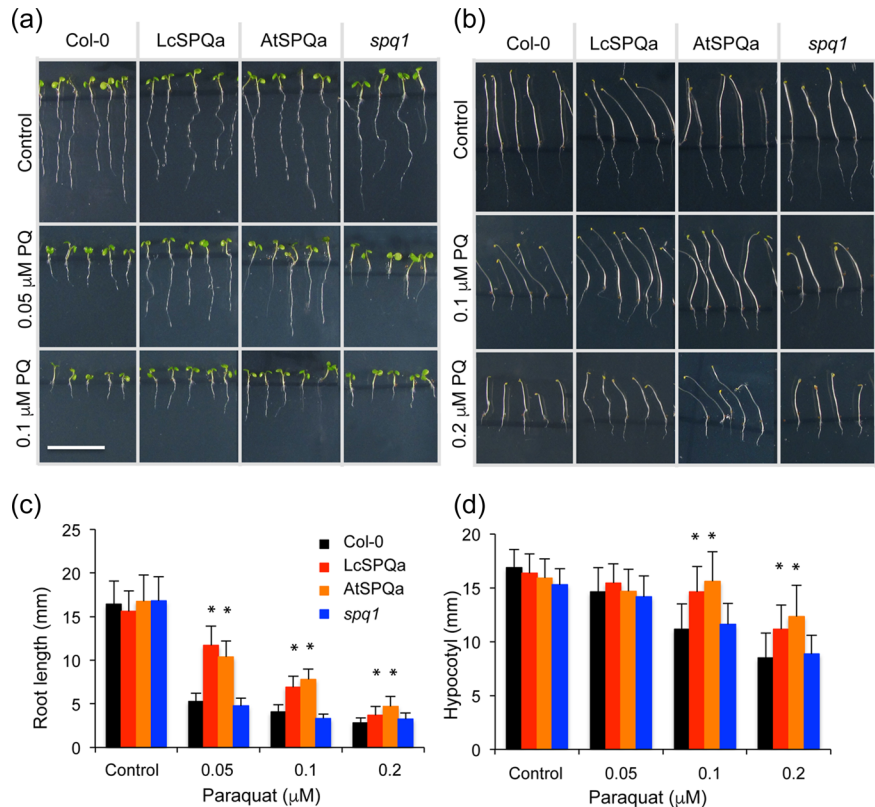 (a)
Col-0 LcSPQa AtSPQa spq1
Control
0.05 μM PQ
0.1 μM PQ
(b)
Col-0 LcSPQa AtSPQa spq1
Control
0.1 μM PQ
0.2 μM PQ
(c)
Root length (mm)
25
20
15
10
5
0
* *
* *
* *
Col-0
LcSPQa
AtSPQa
spq1
Control 0.05 0.1 0.2
Paraquat (μM)
(d)
Hypocotyl (mm)
20
15
10
5
0
* *
* *
Control 0.05 0.1 0.2
Paraquat (μM)